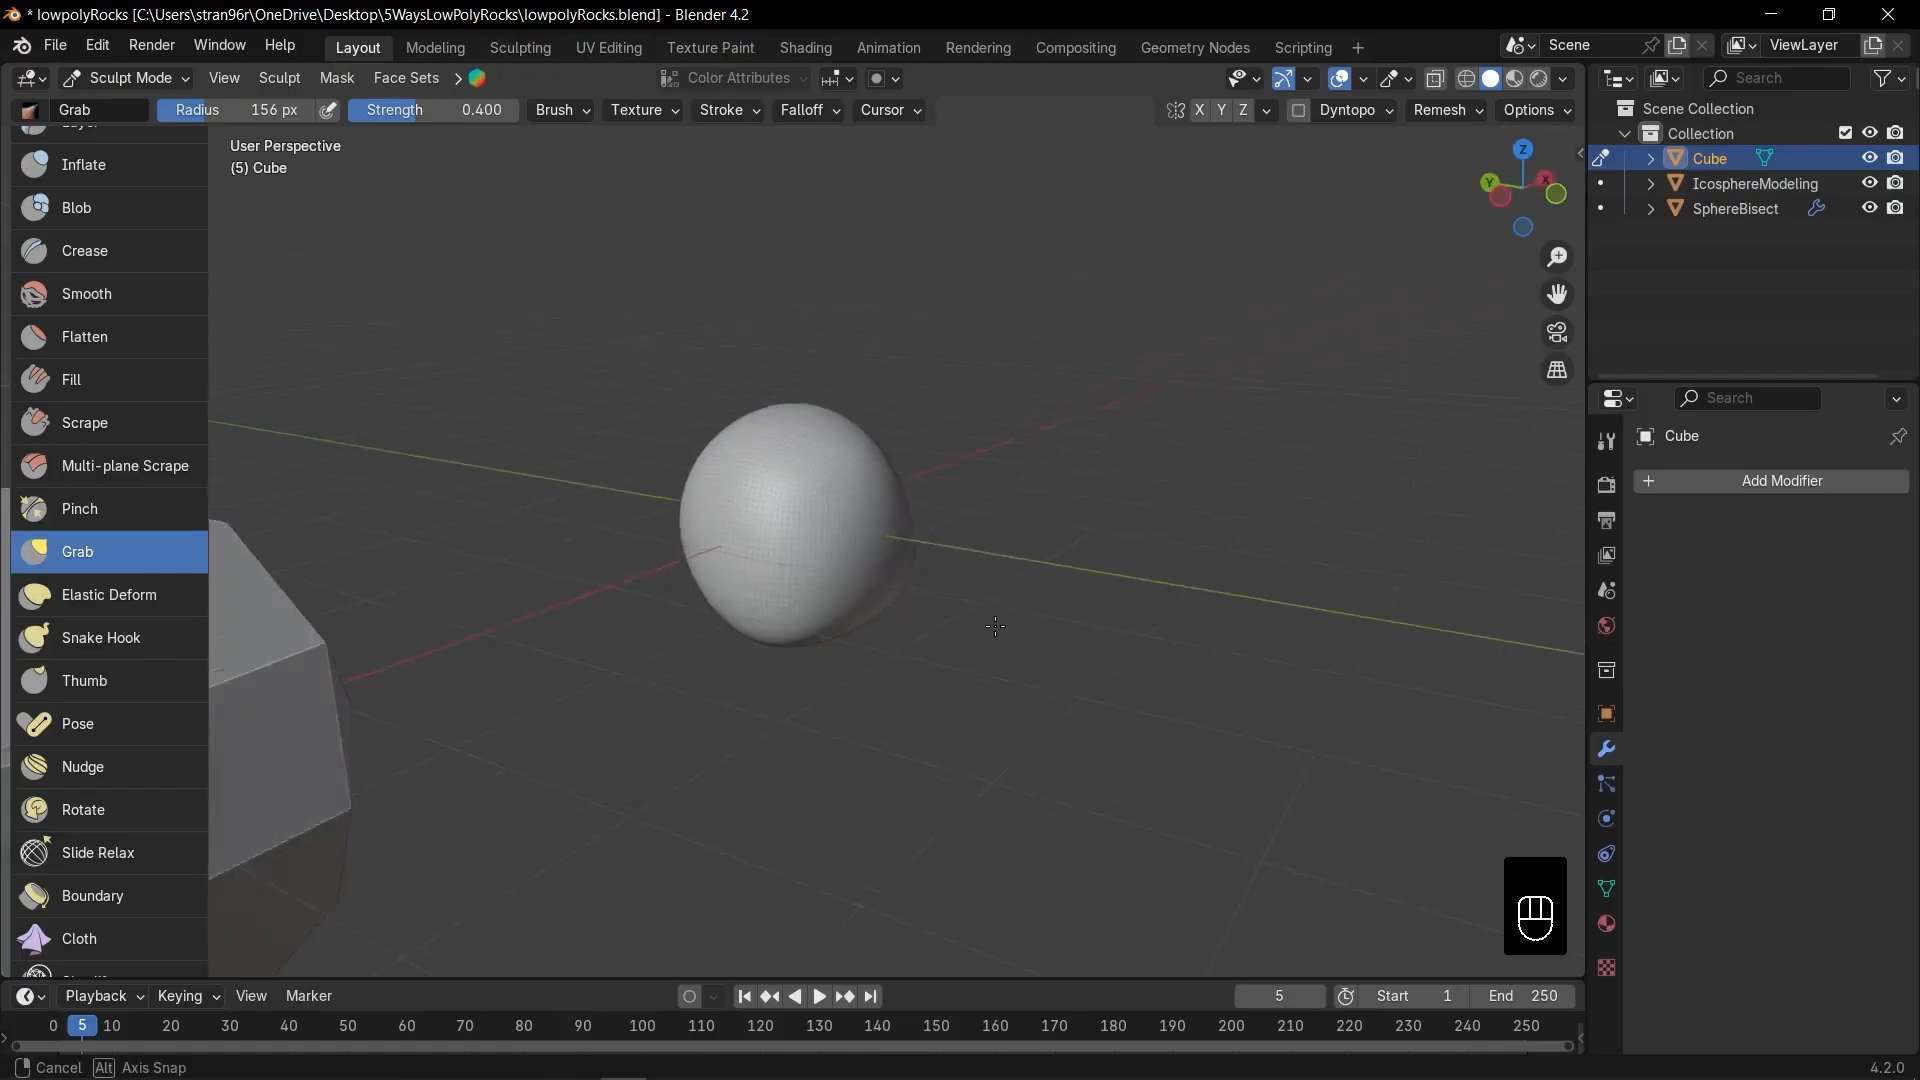 * lowpolyRocks [C:\Users\stran96r\OneDrive\Desktop\5WaysLowPolyRocks\lowpolyRocks.blend] - Blender 4.2
File Edit Render Window Help Layout Modeling Sculpting UV Editing Texture Paint Shading Animation Rendering Compositing Geometry Nodes Scripting + Scene ViewLayer
Sculpt Mode View Sculpt Mask Face Sets Color Attributes Search
Grab Radius 156 px Strength 0.400 Brush Texture Stroke Falloff Cursor X Y Z Dyntopo Remesh Options
Scene Collection
Collection
Cube
IcosphereModeling
SphereBisect
User Perspective
(5) Cube
Z
Y
X
Inflate
Blob
Crease
Smooth
Flatten
Fill
Scrape
Multi-plane Scrape
Pinch
Grab
Elastic Deform
Snake Hook
Thumb
Pose
Nudge
Rotate
Slide Relax
Boundary
Cloth
Search
Cube
+ Add Modifier
Playback Keying View Marker 5 Start 1 End 250
0 5 10 20 30 40 50 60 70 80 90 100 110 120 130 140 150 160 170 180 190 200 210 220 230 240 250
Cancel Alt Axis Snap 4.2.0